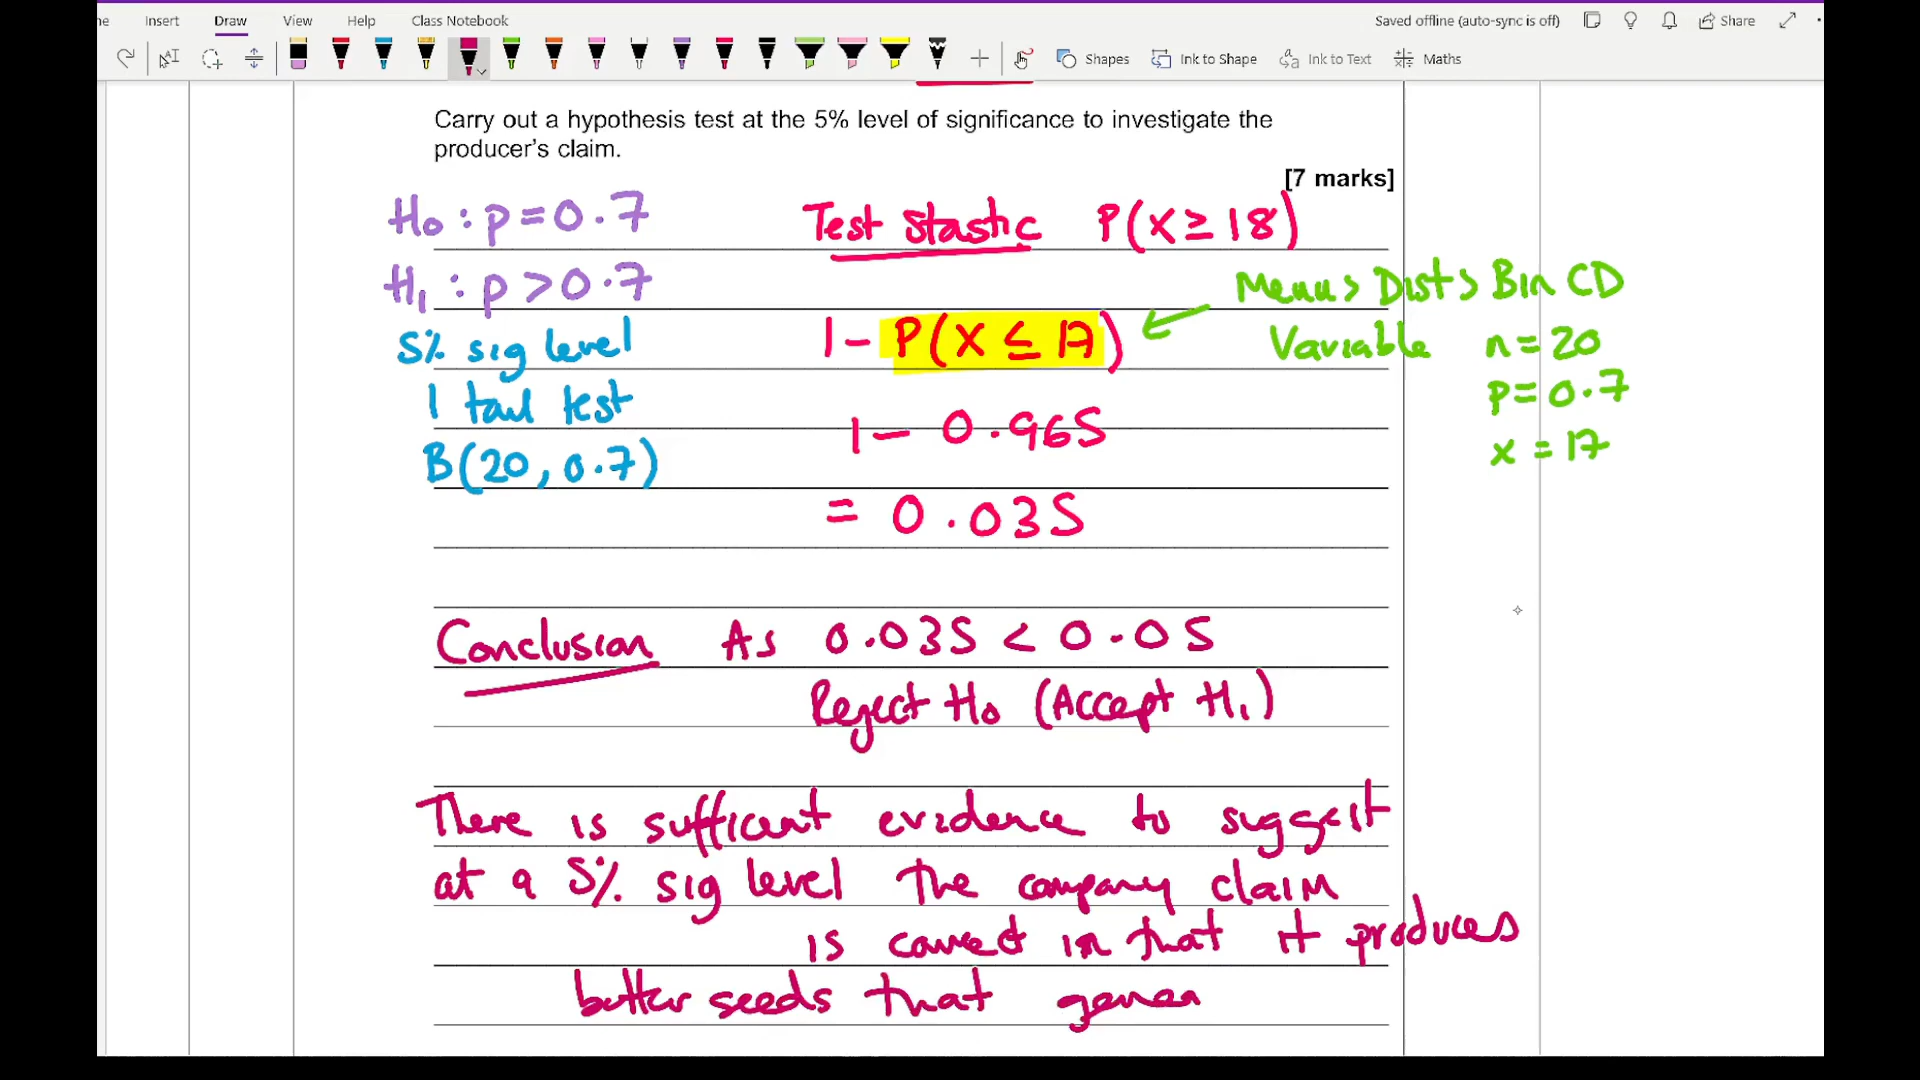 Insert Draw View Help Class Notebook Saved offline (auto-sync is off) Share
Shapes Ink to Shape Ink to Text Maths
Carry out a hypothesis test at the 5% level of significance to investigate the
producer's claim.
[7 marks]
H₀ : p = 0.7
H₁ : p > 0.7
5% sig level
1 tail test
B(20, 0.7)
Test Stastic P(X ≥ 18)
1 - P(X ≤ 17)
1 - 0.965
= 0.035
Menu > Dist > Bin CD
Variable n = 20
p = 0.7
x = 17
Conclusion As 0.035 < 0.05
Reject H₀ (Accept H₁)
There is sufficent evidence to suggest
at a 5% sig level the company claim
is correct in that it produces
better seeds that gener